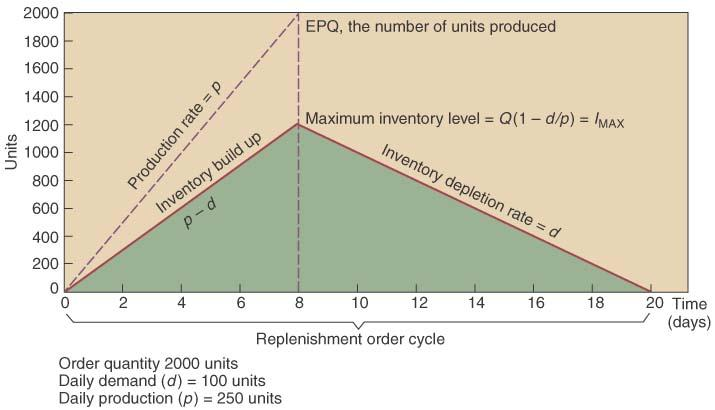 2000
EPQ, the number of units produced
1800
1600
1400
Production rate = p
1200
Maximum inventory level = Q(1 – d/p) = IMAX
Units
1000
Inventory build up
p – d
Inventory depletion rate = d
800
600
400
200
0
0 2 4 6 8 10 12 14 16 18 20 Time
(days)
Replenishment order cycle
Order quantity 2000 units
Daily demand (d) = 100 units
Daily production (p) = 250 units